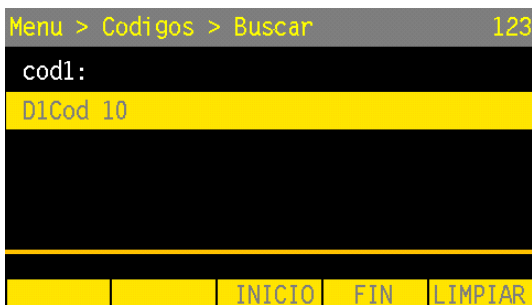 Menu > Codigos > Buscar 123
cod1:
D1Cod 10
INICIO FIN LIMPIAR